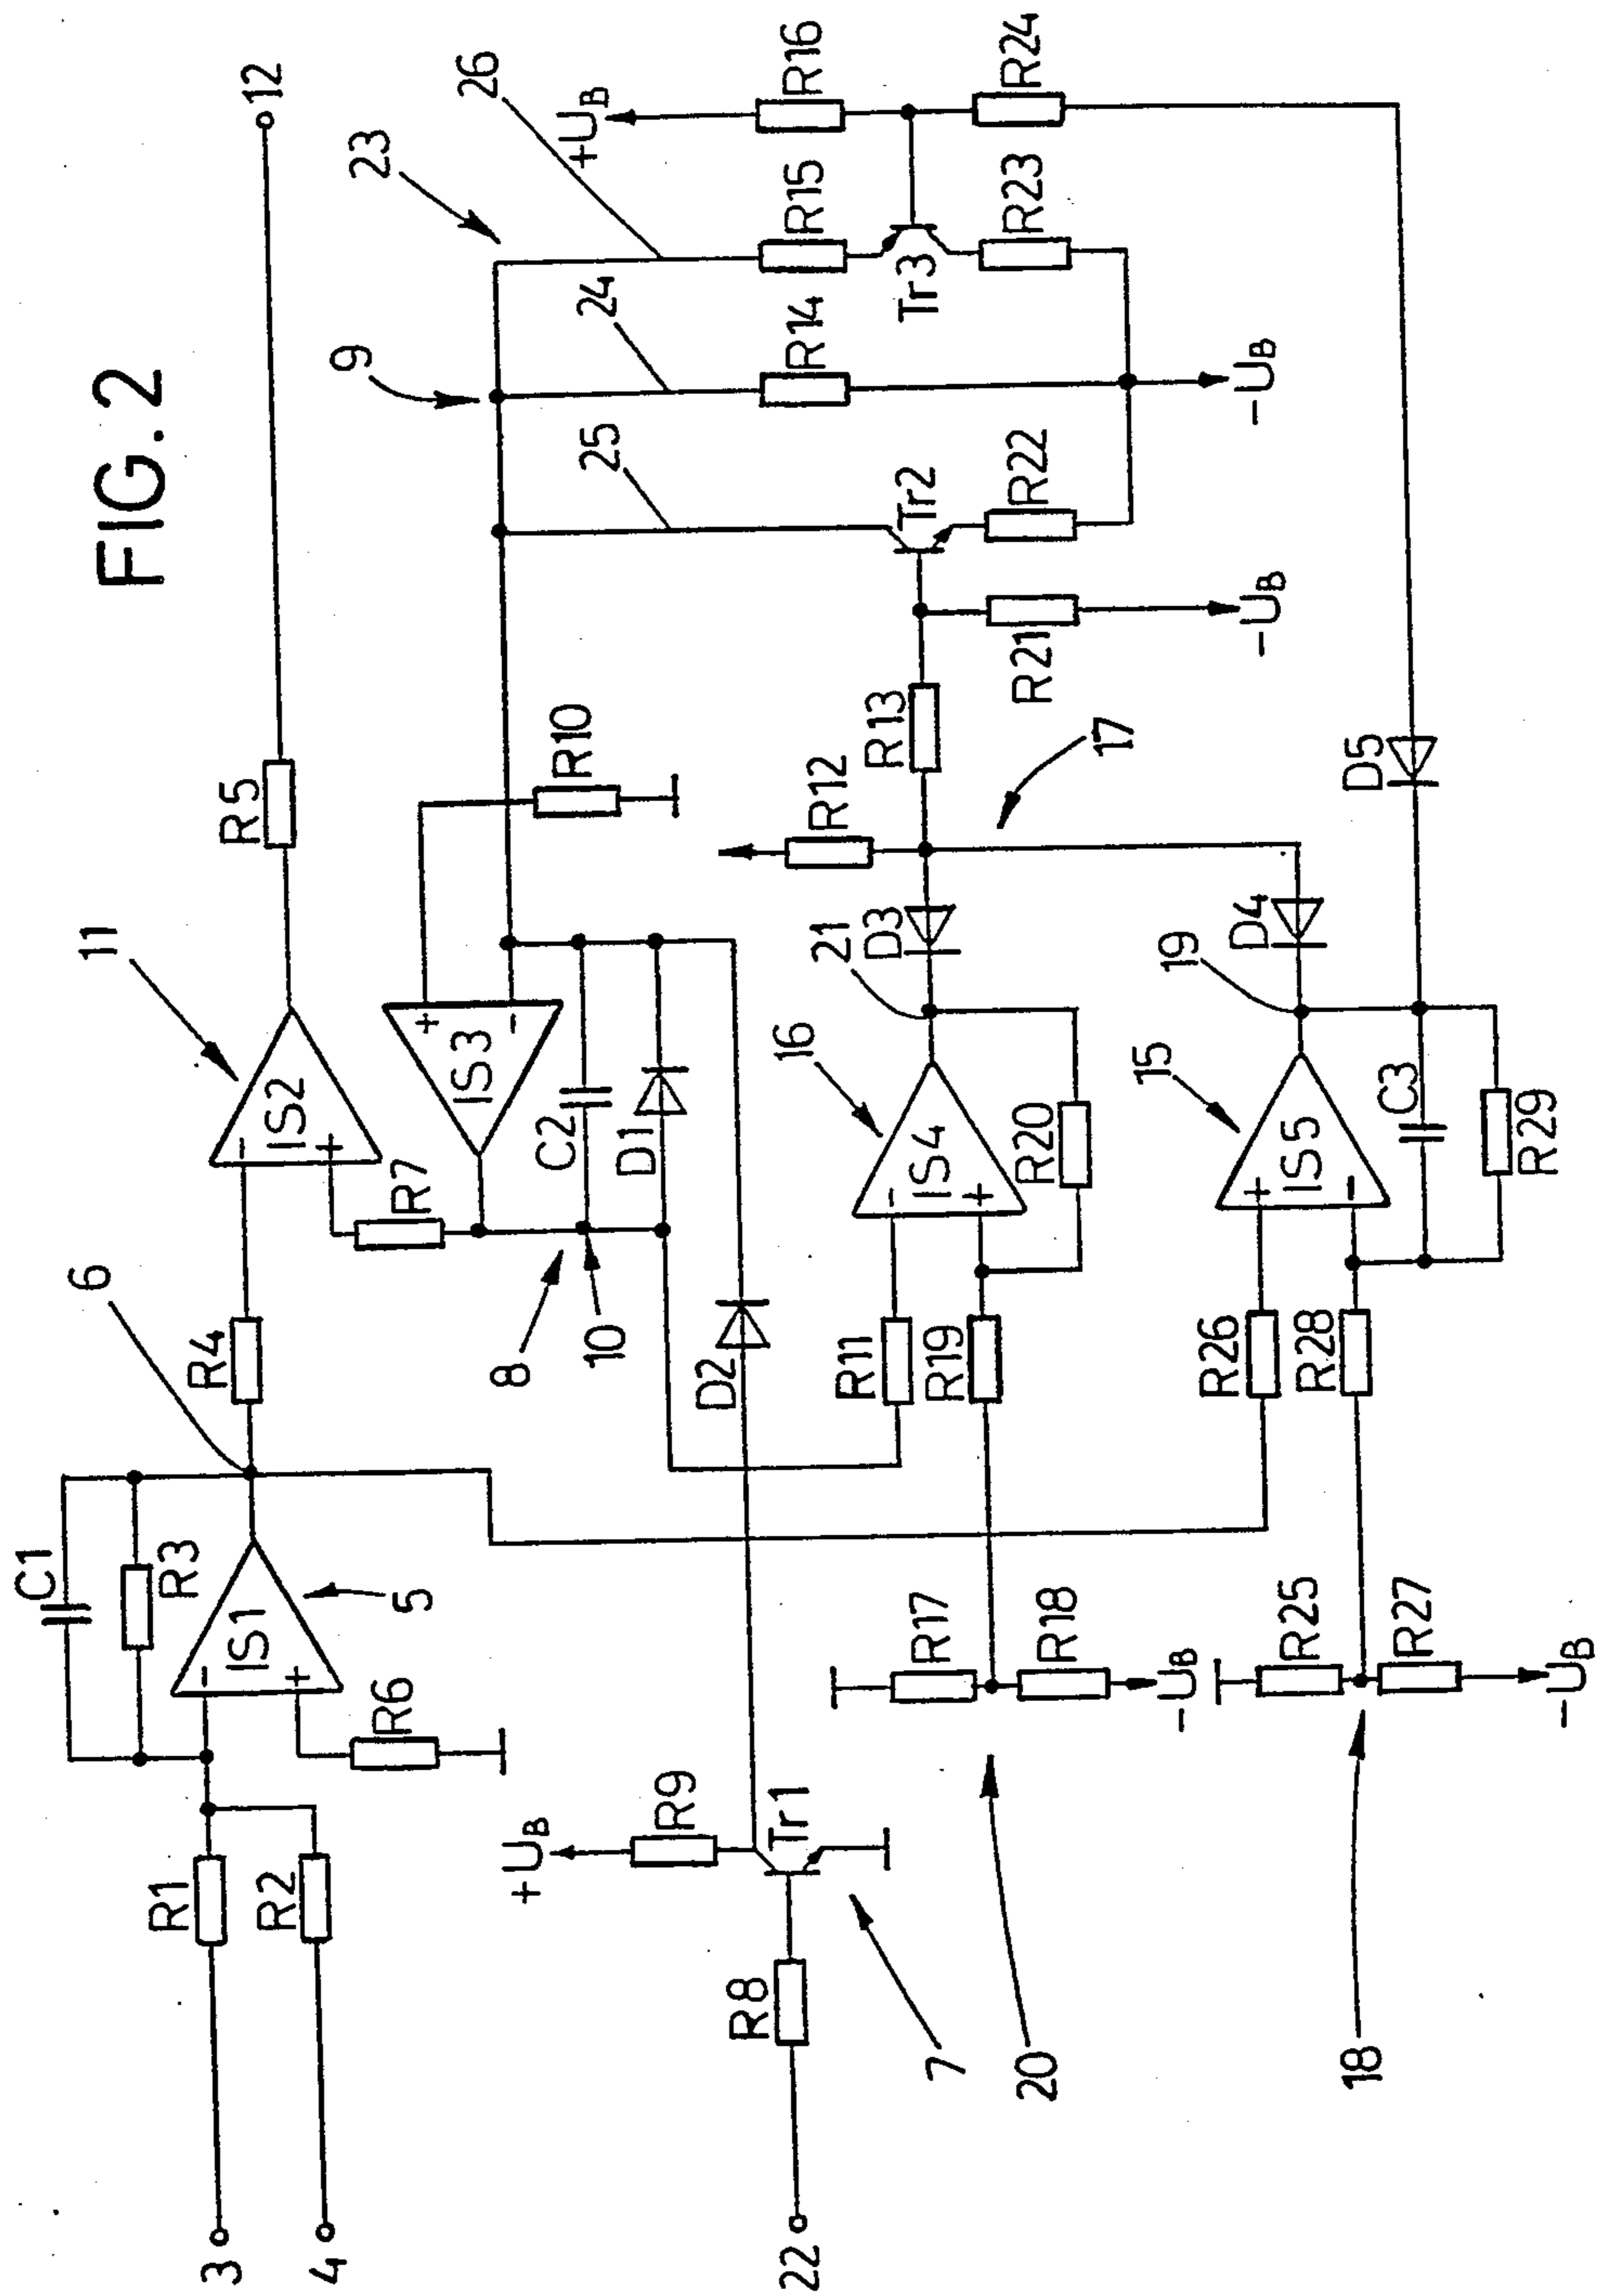 FIG. 2
C1
R3
6
11
12
R1
IS1
R4
IS2
R5
23
3
5
9
R2
R6
R7
26
4
8
IS3
R10
25
24
+UB
10
C2
D1
+UB
R9
D2
R12
R14
R15
R16
R8
Tr1
16
21
D3
R13
Tr2
Tr3
22
R17
R11
IS4
7
R19
R20
R21
R22
R23
R24
20
R18
17
-UB
-UB
-UB
15
19
R26
D4
R25
R28
IS5
18
R27
C3
D5
R29
-UB
+
-
+
-
+
-
+
-
+
-